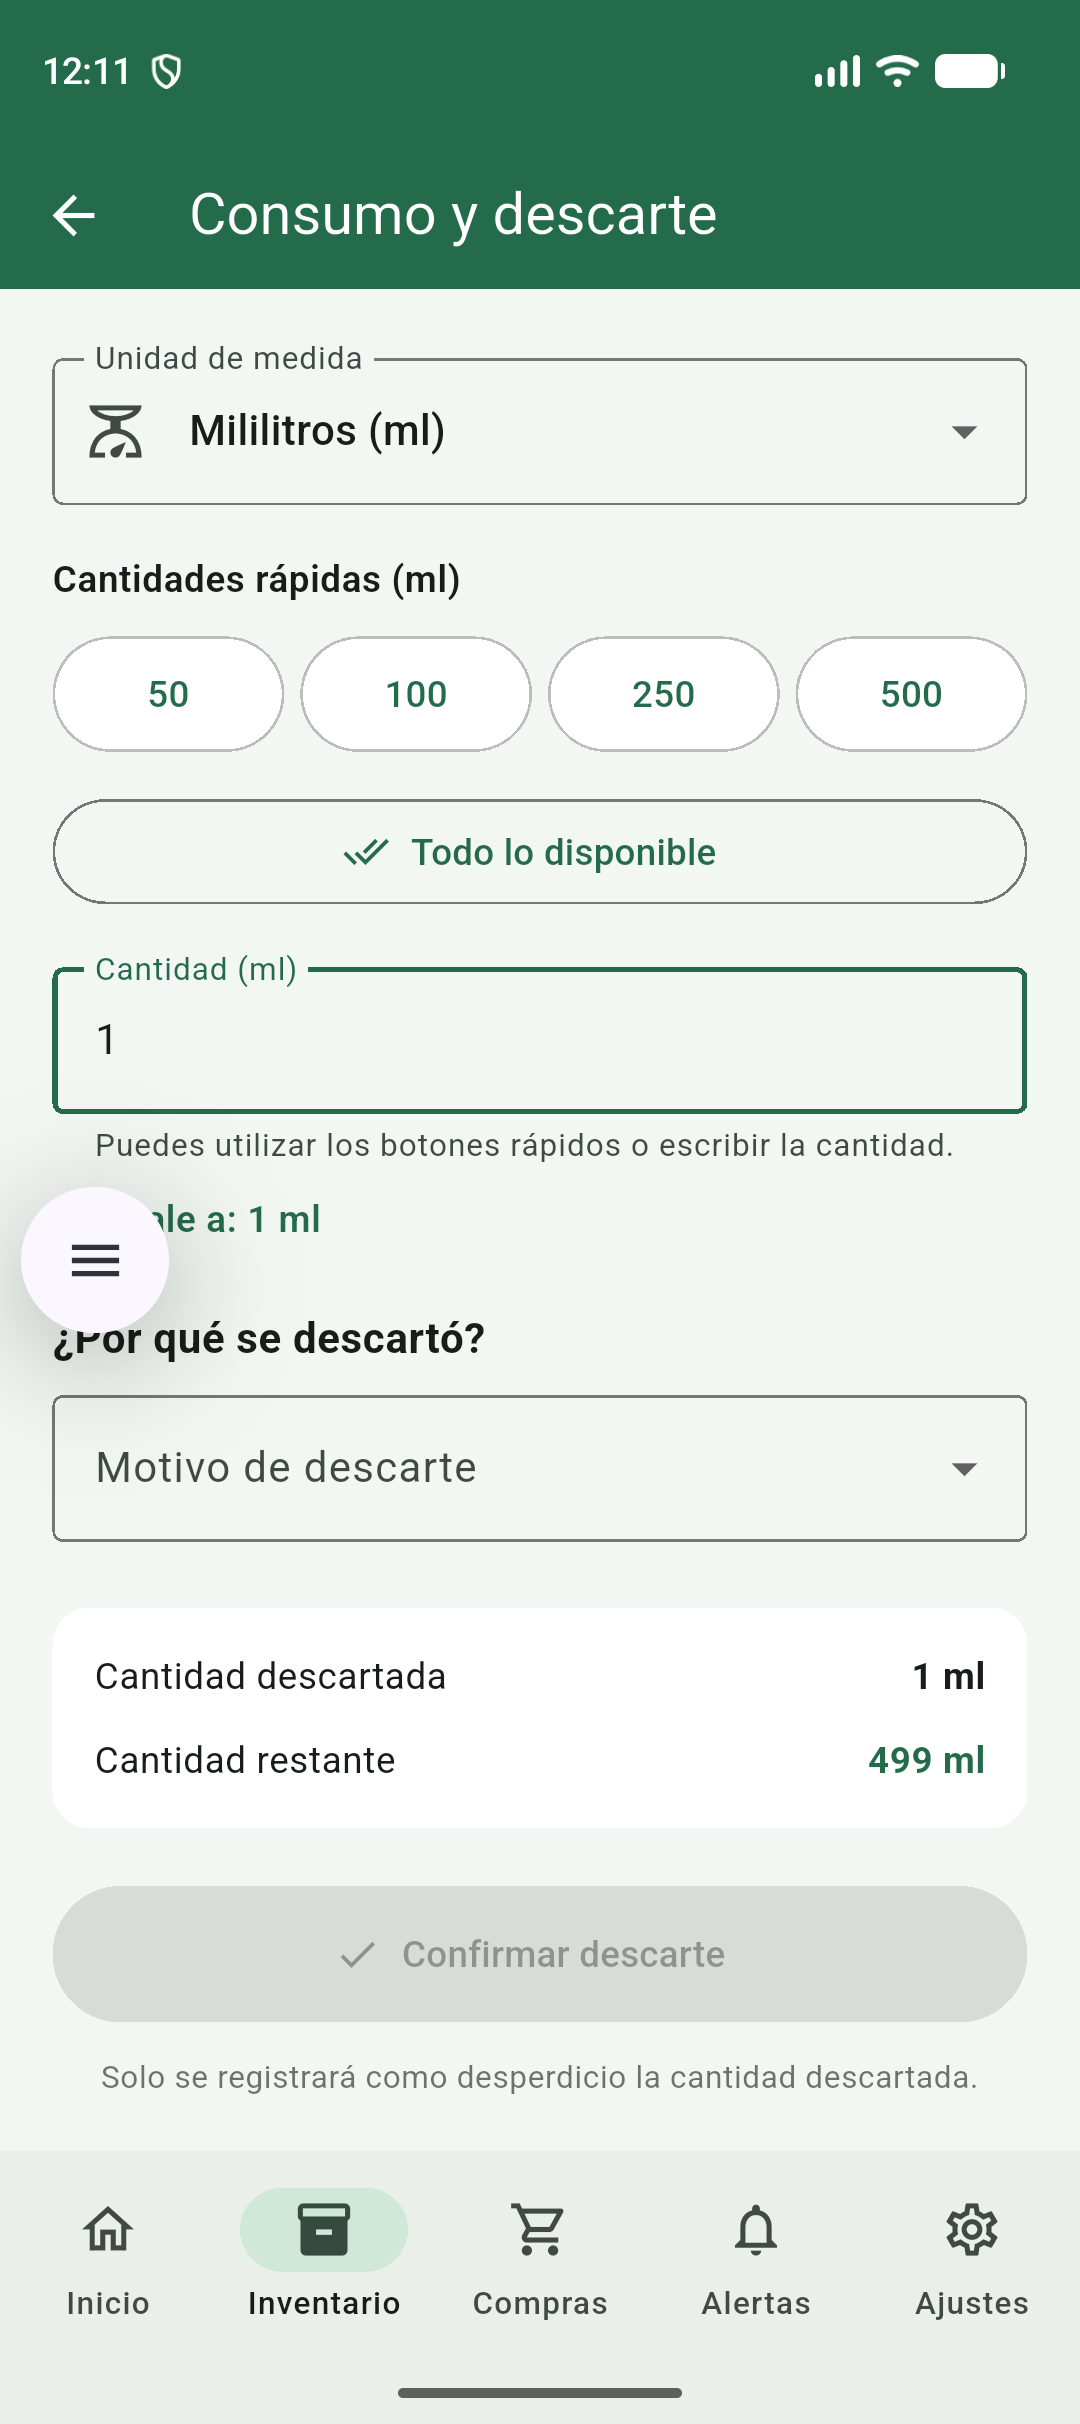 12:11
Consumo y descarte
Unidad de medida
Mililitros (ml)
Cantidades rápidas (ml)
50 100 250 500
Todo lo disponible
Cantidad (ml)
1
Puedes utilizar los botones rápidos o escribir la cantidad.
a: 1 ml
¿Por qué se descartó?
Motivo de descarte
Cantidad descartada 1 ml
Cantidad restante 499 ml
Confirmar descarte
Solo se registrará como desperdicio la cantidad descartada.
Inicio Inventario Compras Alertas Ajustes